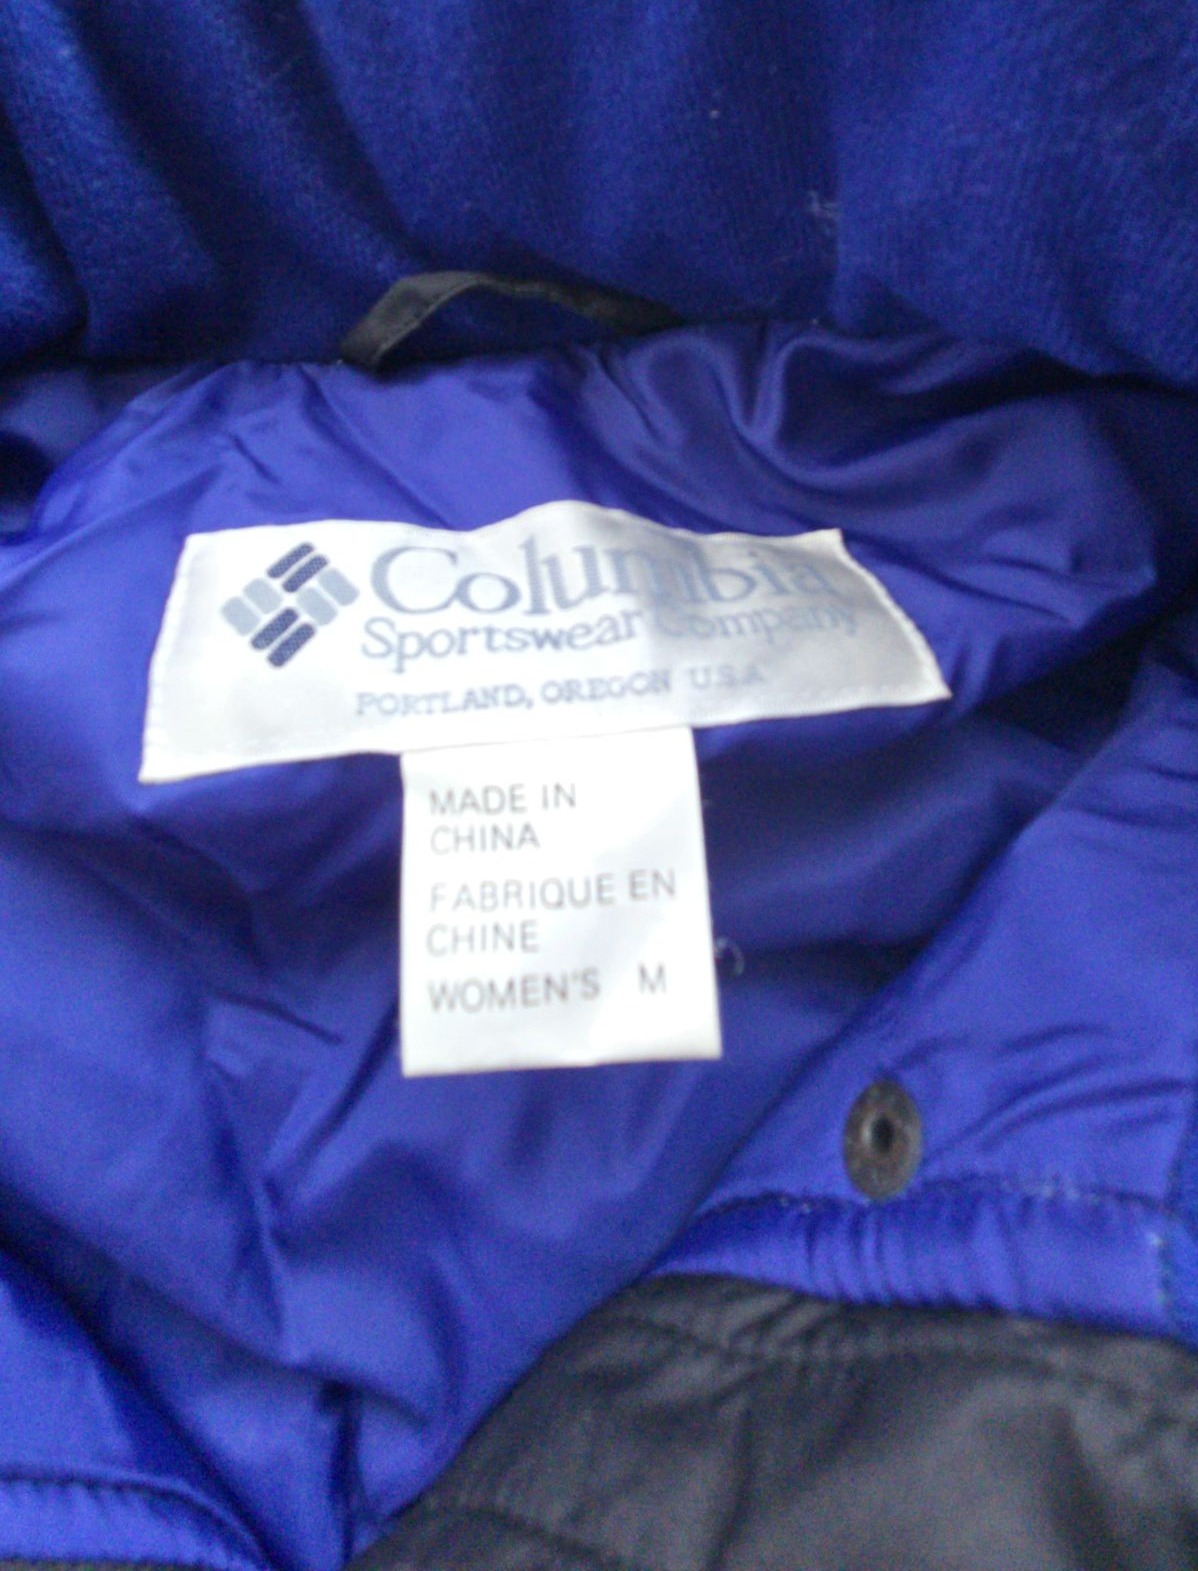 Columbia
Sportswear Company
PORTLAND, OREGON U.S.A
MADE IN
CHINA
FABRIQUE EN
CHINE
WOMEN'S M